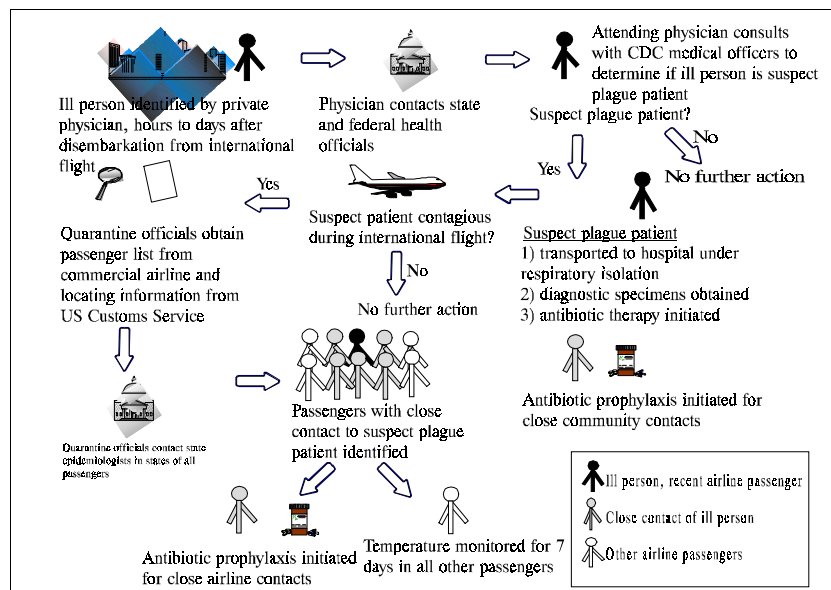 Ill person identified by private
physician, hours to days after
disembarkation from international
flight
Physician contacts state
and federal health
officials
Attending physician consults
with CDC medical officers to
determine if ill person is suspect
plague patient
Suspect plague patient?
No
No further action
Yes
Suspect plague patient
1) transported to hospital under
respiratory isolation
2) diagnostic specimens obtained
3) antibiotic therapy initiated
Antibiotic prophylaxis initiated for
close community contacts
Suspect patient contagious
during international flight?
No
No further action
Yes
Quarantine officials obtain
passenger list from
commercial airline and
locating information from
US Customs Service
Quarantine officials contact state
epidemiologists in states of all
passengers
Passengers with close
contact to suspect plague
patient identified
Antibiotic prophylaxis initiated
for close airline contacts
Temperature monitored for 7
days in all other passengers
Ill person, recent airline passenger
Close contact of ill person
Other airline passengers